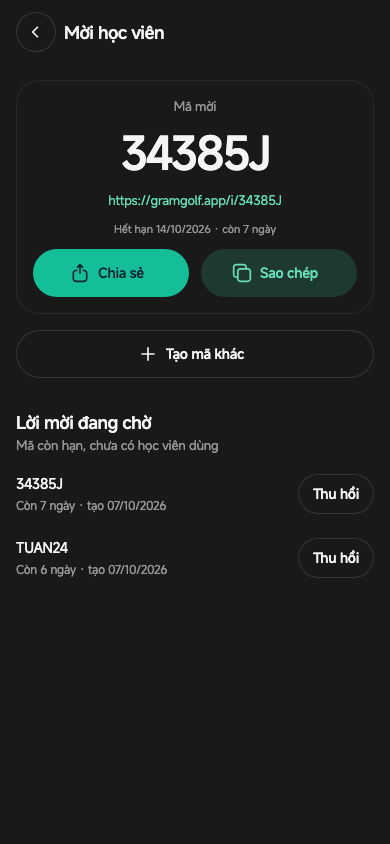 Mời học viên
Mã mời
34385J
https://gramgolf.app/i/34385J
Hết hạn 14/10/2026 · còn 7 ngày
Chia sẻ
Sao chép
Tạo mã khác
Lời mời đang chờ
Mã còn hạn, chưa có học viên dùng
34385J
Còn 7 ngày · tạo 07/10/2026
Thu hồi
TUAN24
Còn 6 ngày · tạo 07/10/2026
Thu hồi